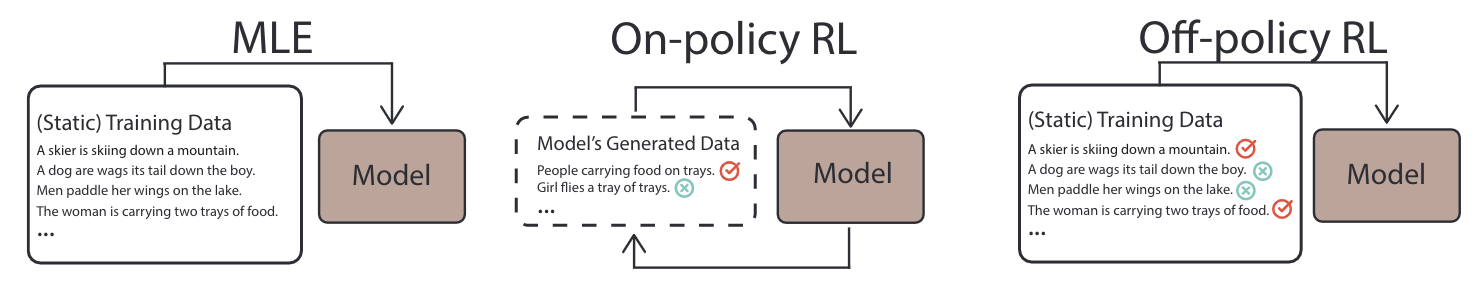 MLE
(Static) Training Data
A skier is skiing down a mountain.
A dog are wags its tail down the boy.
Men paddle her wings on the lake.
The woman is carrying two trays of food.
...
Model
On-policy RL
Model's Generated Data
People carrying food on trays.
Girl flies a tray of trays.
...
Model
Off-policy RL
(Static) Training Data
A skier is skiing down a mountain.
A dog are wags its tail down the boy.
Men paddle her wings on the lake.
The woman is carrying two trays of food.
...
Model